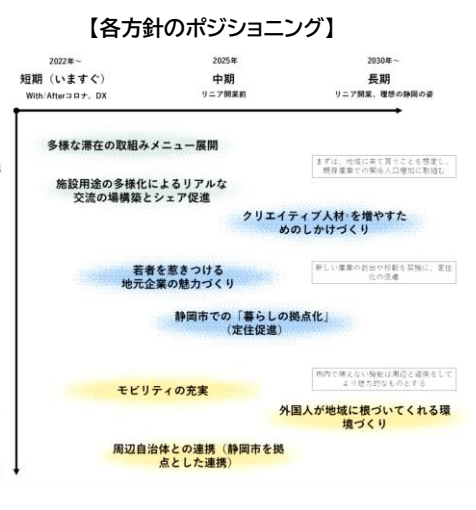 【各方針のポジショニング】
2022年～
2025年
2030年～
短期（いますぐ）
中期
長期
With/Afterコロナ、DX
リニア開業前
リニア開業、理想の静岡の姿
多様な滞在の取組みメニュー展開
まずは、地域に来て貰うことを想定し、
既存産業での関係人口増加に取組む
施設用途の多様化によるリアルな
交流の場構築とシェア促進
クリエイティブ人材を増やすた
めのしかけづくり
若者を惹きつける
地元企業の魅力づくり
新しい産業の創出や移転を契機に、定住
化の促進
静岡市での「暮らしの拠点化」
（定住促進）
市内で補えない機能は周辺と連携をして
より魅力的なものとする
モビリティの充実
外国人が地域に根づいてくれる環
境づくり
周辺自治体との連携（静岡市を拠
点とした連携）